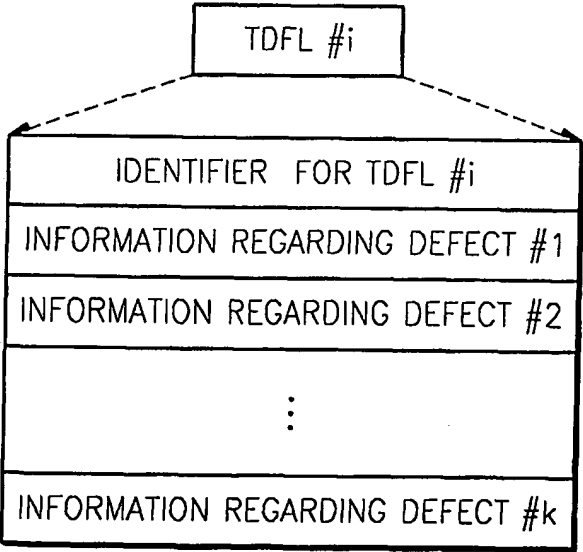 TDFL #i
IDENTIFIER FOR TDFL #i
INFORMATION REGARDING DEFECT #1
INFORMATION REGARDING DEFECT #2
⋮
INFORMATION REGARDING DEFECT #k